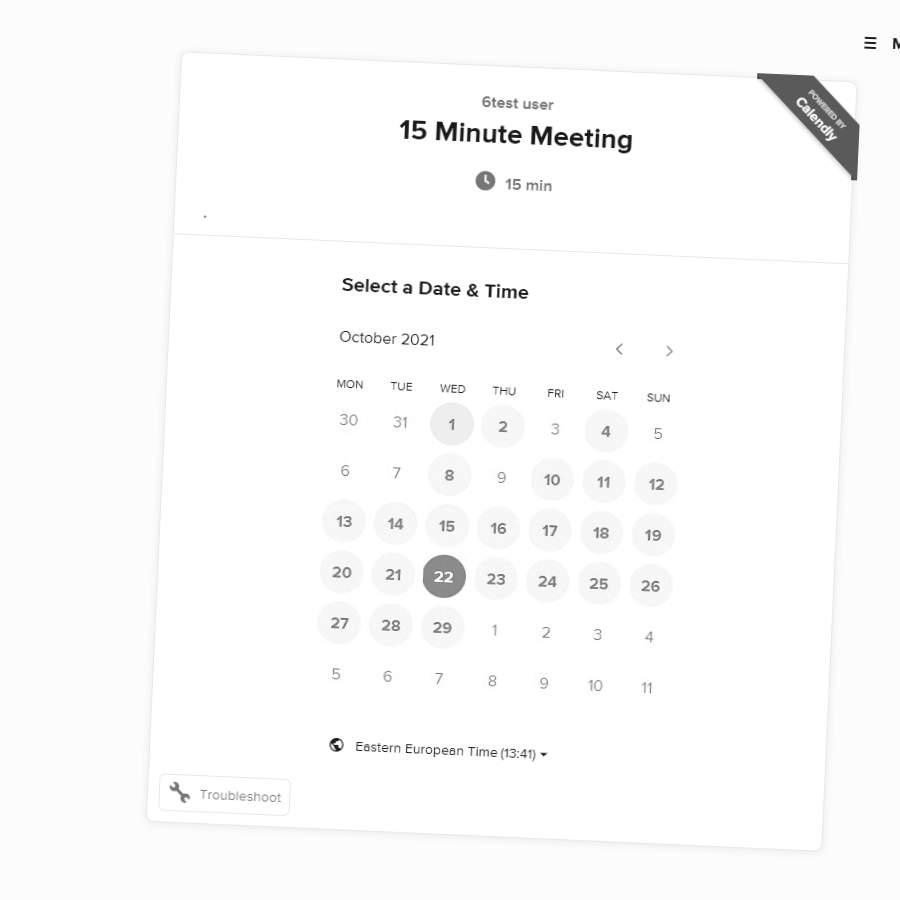 ☰ M
POWERED BY
Calendly
6test user
15 Minute Meeting
15 min
.
Select a Date & Time
October 2021
MON TUE WED THU FRI SAT SUN
30 31 1 2 3 4 5
6 7 8 9 10 11 12
13 14 15 16 17 18 19
20 21 22 23 24 25 26
27 28 29 1 2 3 4
5 6 7 8 9 10 11
Eastern European Time (13:41)
Troubleshoot